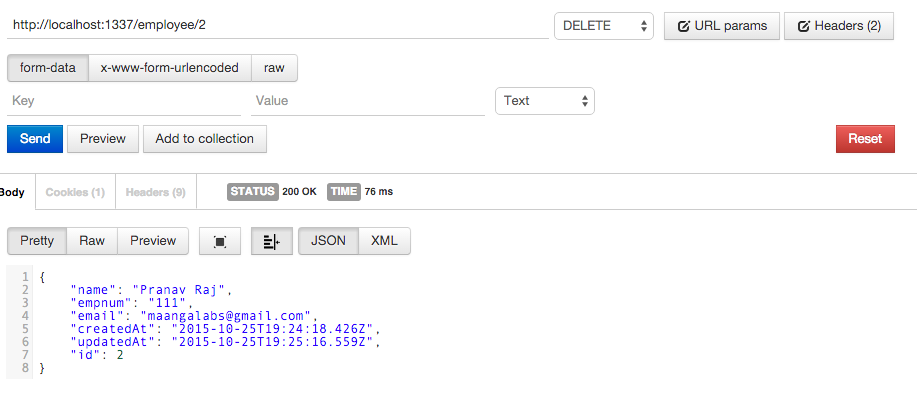 http://localhost:1337/employee/2 DELETE URL params Headers (2)
form-data x-www-form-urlencoded raw
Key Value Text
Send Preview Add to collection Reset
Body Cookies (1) Headers (9) STATUS 200 OK TIME 76 ms
Pretty Raw Preview JSON XML
1 {
2 "name": "Pranav Raj",
3 "empnum": "111",
4 "email": "maangalabs@gmail.com",
5 "createdAt": "2015-10-25T19:24:18.426Z",
6 "updatedAt": "2015-10-25T19:25:16.559Z",
7 "id": 2
8 }